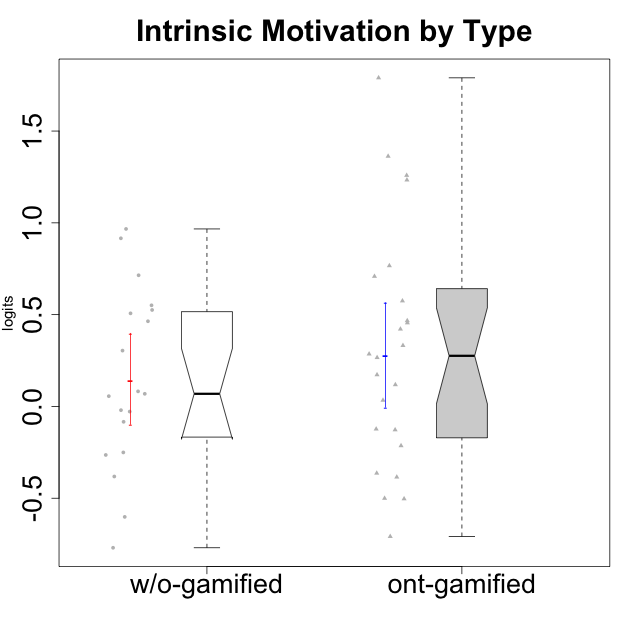 Intrinsic Motivation by Type
logits
1.5
1.0
0.5
0.0
-0.5
w/o-gamified
ont-gamified